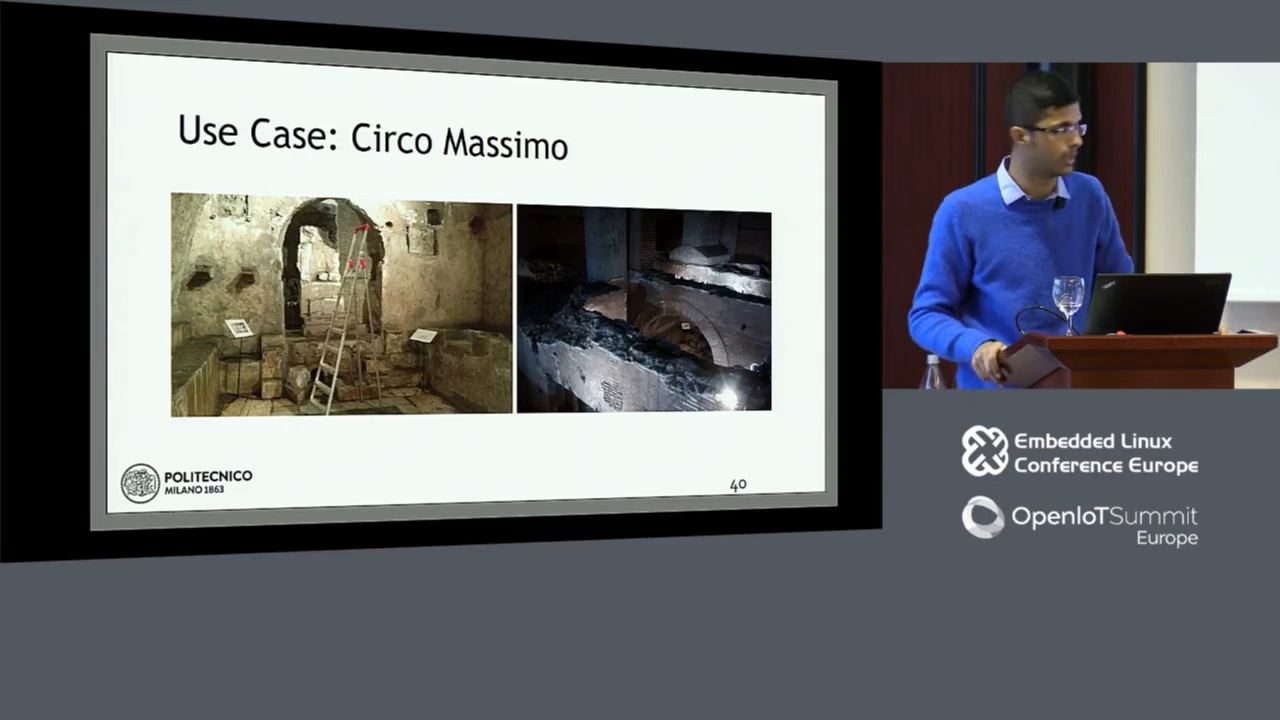 Use Case: Circo Massimo
POLITECNICO
MILANO 1863
40
Embedded Linux
Conference Europe
OpenIoTSummit
Europe